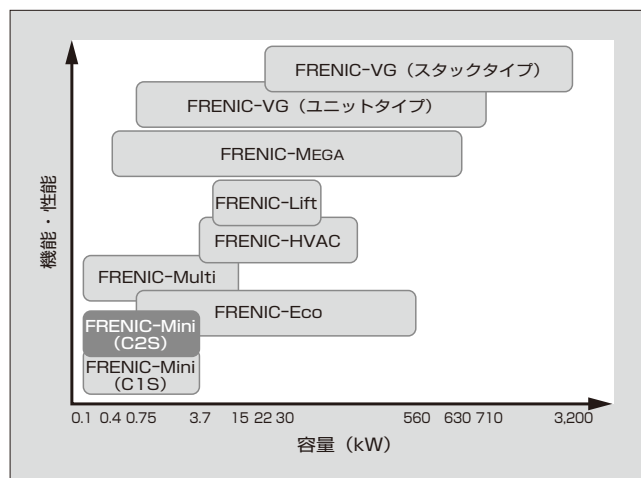 FRENIC-VG（スタックタイプ）
FRENIC-VG（ユニットタイプ）
FRENIC-MEGA
FRENIC-Lift
FRENIC-HVAC
FRENIC-Multi
FRENIC-Eco
FRENIC-Mini
（C2S）
FRENIC-Mini
（C1S）
機能・性能
0.1 0.4 0.75 3.7 15 22 30 560 630 710 3,200
容量（kW）